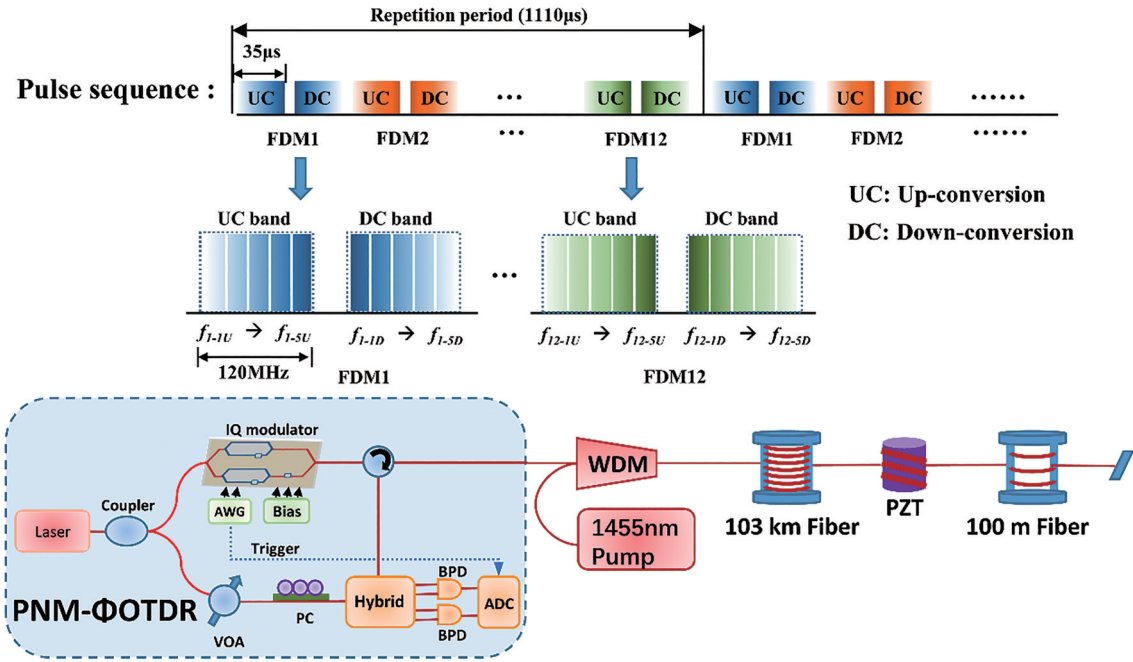 Repetition period (1110μs)
35μs
Pulse sequence :
UC DC UC DC ... UC DC UC DC UC DC ......
FDM1 FDM2 ... FDM12 FDM1 FDM2 ......
UC: Up-conversion
DC: Down-conversion
UC band DC band UC band DC band
...
f1-1U → f1-5U f1-1D → f1-5D f12-1U → f12-5U f12-1D → f12-5D
120MHz
FDM1 FDM12
IQ modulator
Coupler
Laser
AWG
Bias
Trigger
PNM-ΦOTDR
VOA
PC
Hybrid
BPD
BPD
ADC
WDM
1455nm
Pump
103 km Fiber
PZT
100 m Fiber